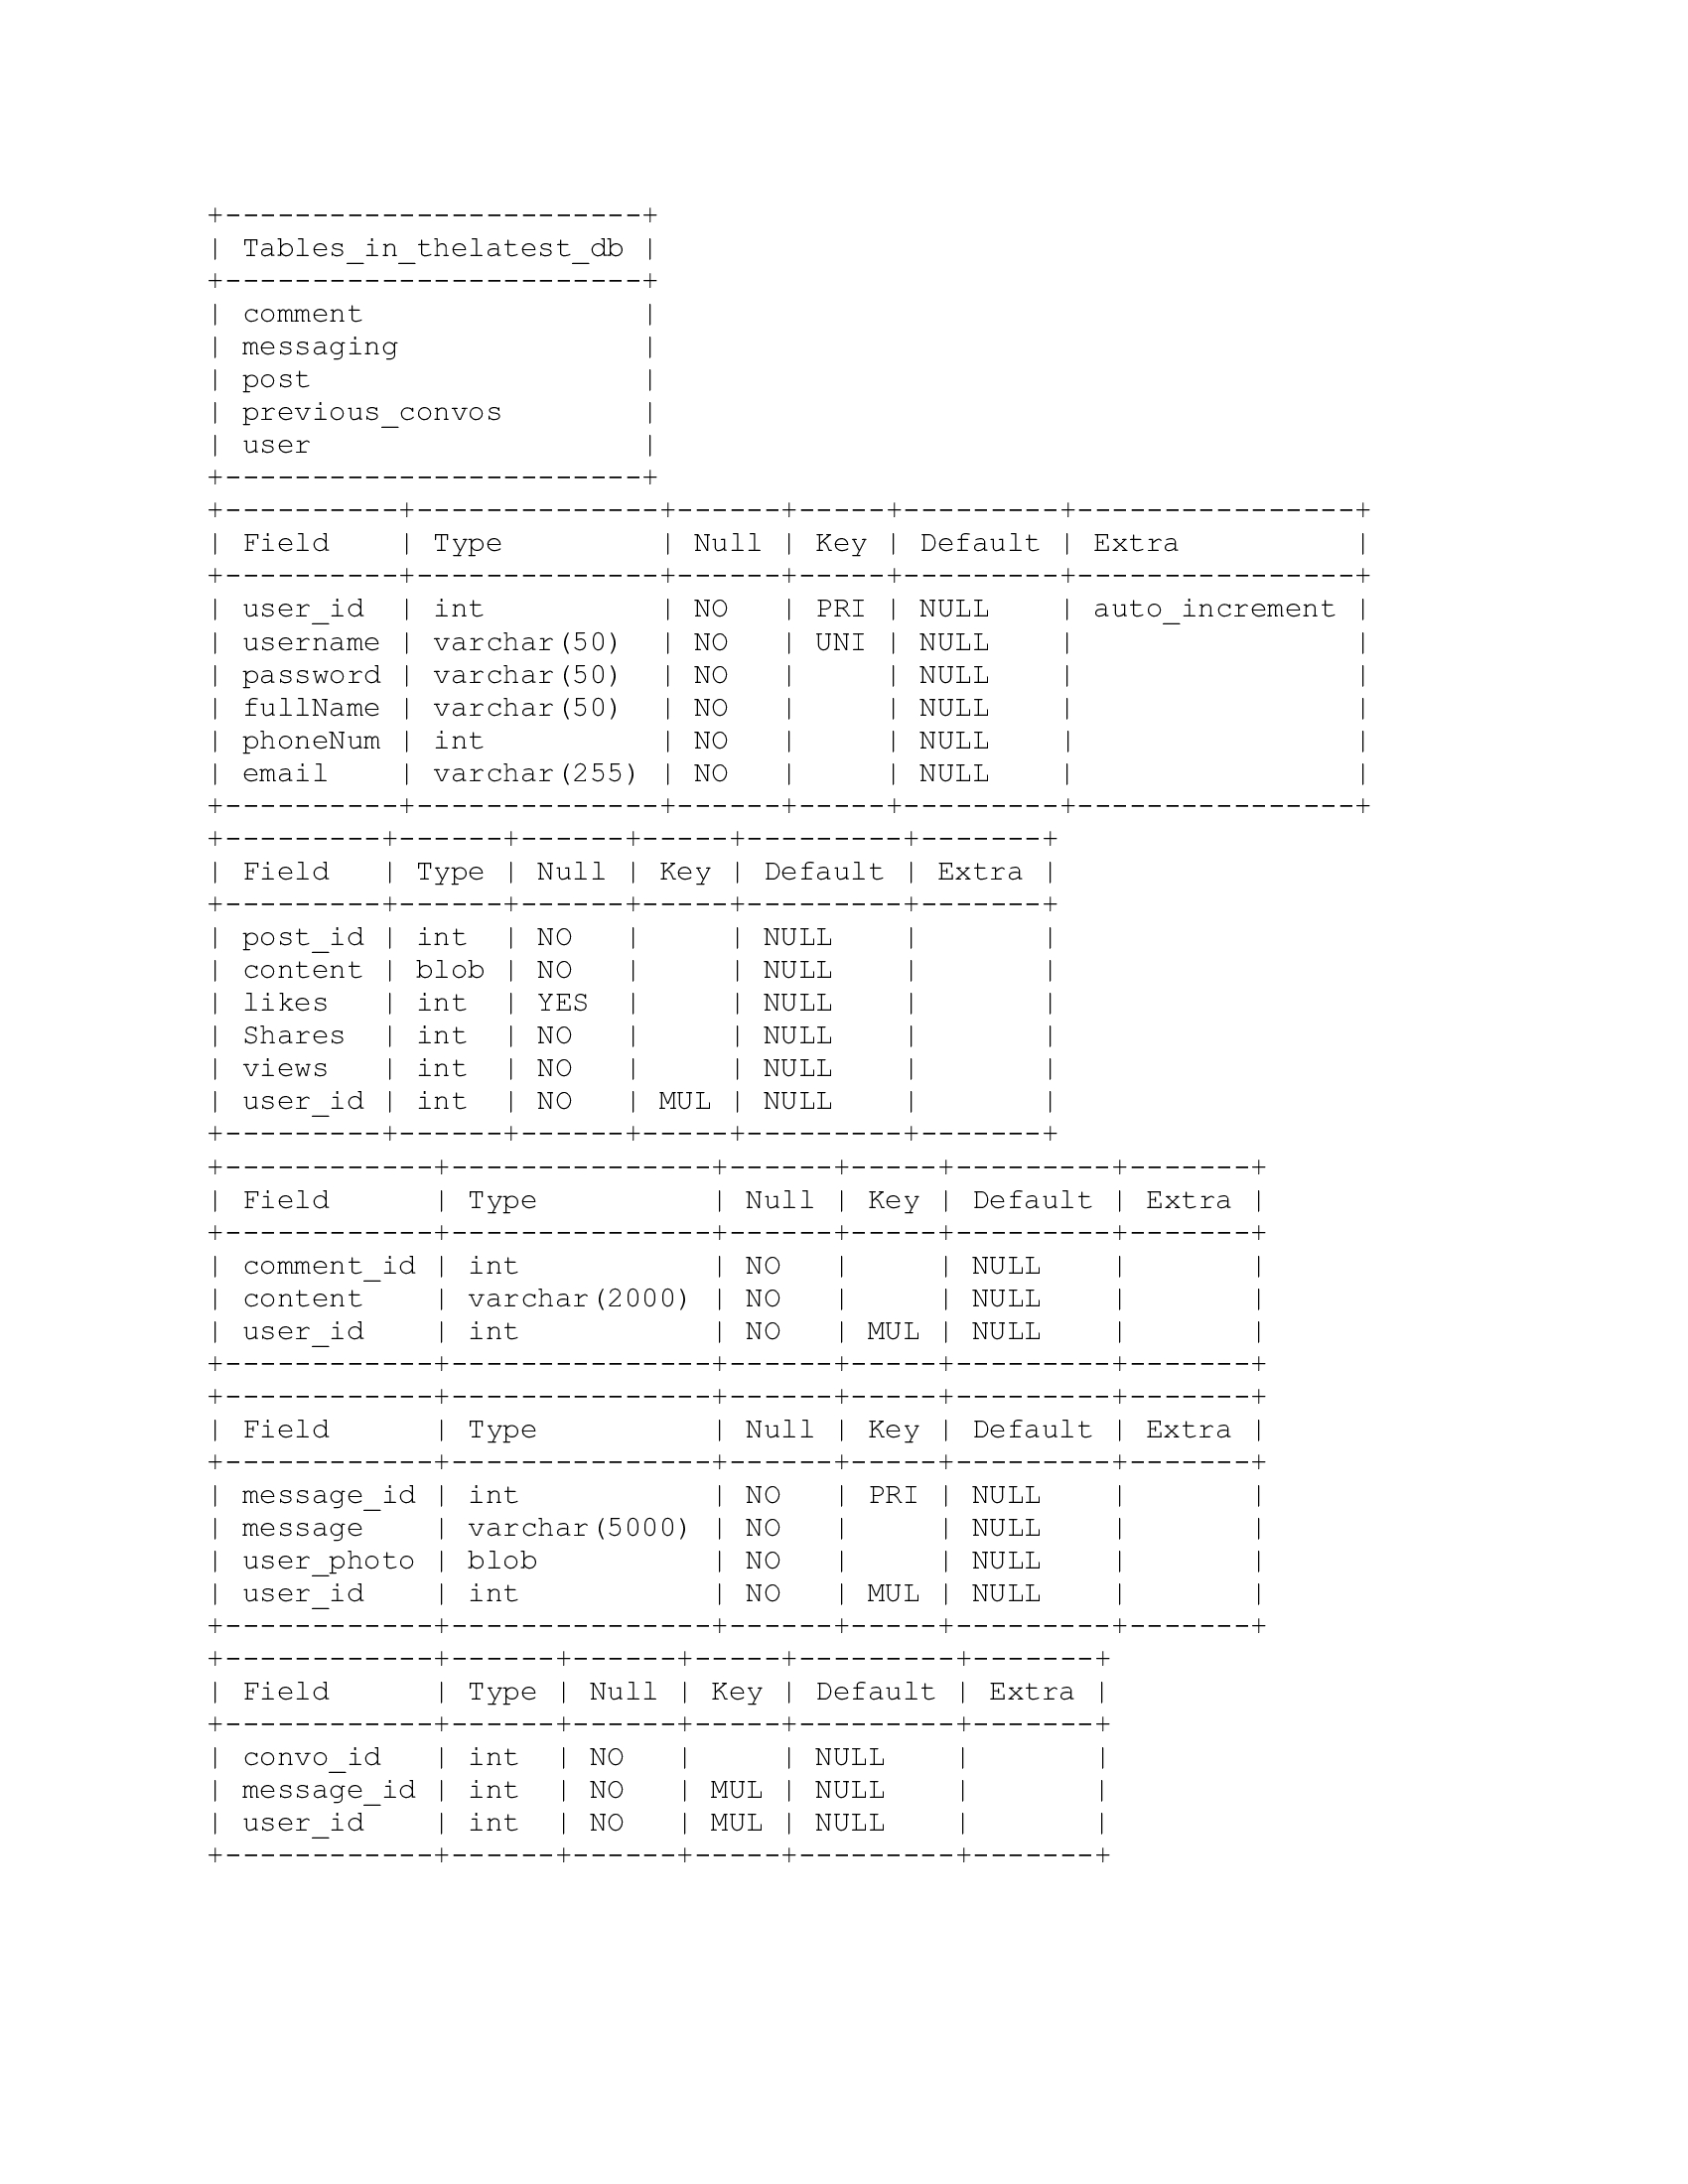 +------------------------+
| Tables_in_thelatest_db |
+------------------------+
| comment                |
| messaging              |
| post                   |
| previous_convos        |
| user                   |
+------------------------+
+----------+--------------+------+-----+---------+----------------+
| Field    | Type         | Null | Key | Default | Extra          |
+----------+--------------+------+-----+---------+----------------+
| user_id  | int          | NO   | PRI | NULL    | auto_increment |
| username | varchar(50)  | NO   | UNI | NULL    |                |
| password | varchar(50)  | NO   |     | NULL    |                |
| fullName | varchar(50)  | NO   |     | NULL    |                |
| phoneNum | int          | NO   |     | NULL    |                |
| email    | varchar(255) | NO   |     | NULL    |                |
+----------+--------------+------+-----+---------+----------------+
+---------+------+------+-----+---------+-------+
| Field   | Type | Null | Key | Default | Extra |
+---------+------+------+-----+---------+-------+
| post_id | int  | NO   |     | NULL    |       |
| content | blob | NO   |     | NULL    |       |
| likes   | int  | YES  |     | NULL    |       |
| Shares  | int  | NO   |     | NULL    |       |
| views   | int  | NO   |     | NULL    |       |
| user_id | int  | NO   | MUL | NULL    |       |
+---------+------+------+-----+---------+-------+
+------------+---------------+------+-----+---------+-------+
| Field      | Type          | Null | Key | Default | Extra |
+------------+---------------+------+-----+---------+-------+
| comment_id | int           | NO   |     | NULL    |       |
| content    | varchar(2000) | NO   |     | NULL    |       |
| user_id    | int           | NO   | MUL | NULL    |       |
+------------+---------------+------+-----+---------+-------+
+------------+---------------+------+-----+---------+-------+
| Field      | Type          | Null | Key | Default | Extra |
+------------+---------------+------+-----+---------+-------+
| message_id | int           | NO   | PRI | NULL    |       |
| message    | varchar(5000) | NO   |     | NULL    |       |
| user_photo | blob          | NO   |     | NULL    |       |
| user_id    | int           | NO   | MUL | NULL    |       |
+------------+---------------+------+-----+---------+-------+
+------------+------+------+-----+---------+-------+
| Field      | Type | Null | Key | Default | Extra |
+------------+------+------+-----+---------+-------+
| convo_id   | int  | NO   |     | NULL    |       |
| message_id | int  | NO   | MUL | NULL    |       |
| user_id    | int  | NO   | MUL | NULL    |       |
+------------+------+------+-----+---------+-------+